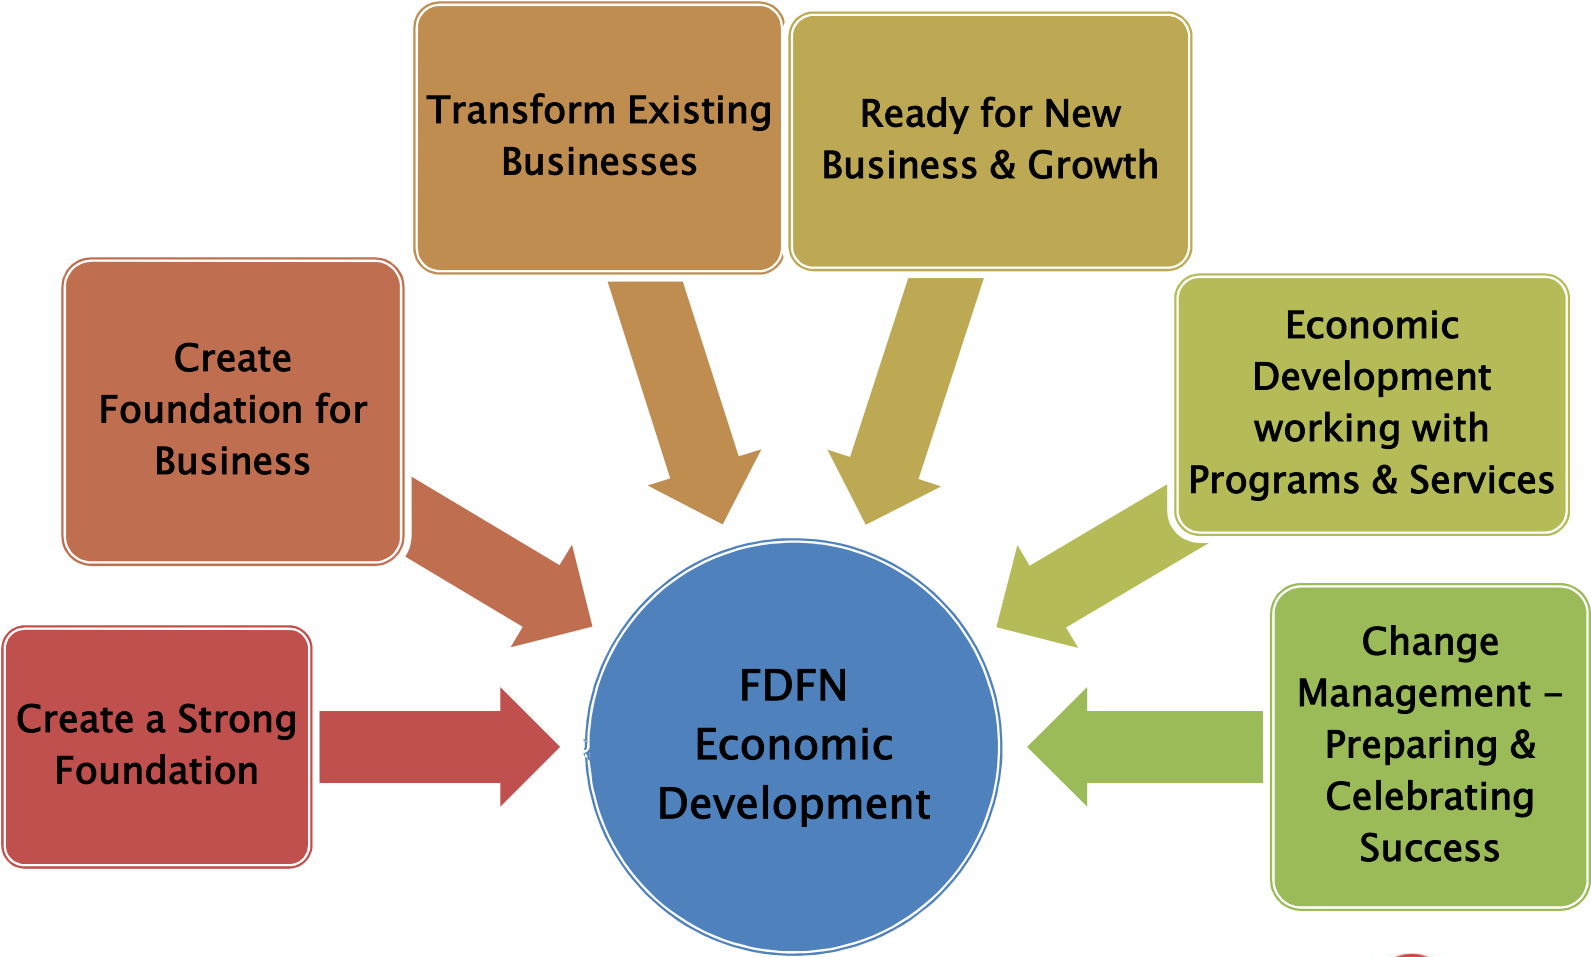 Transform Existing
Businesses
Ready for New
Business & Growth
Create
Foundation for
Business
Economic
Development
working with
Programs & Services
Create a Strong
Foundation
FDFN
Economic
Development
Change
Management –
Preparing &
Celebrating
Success